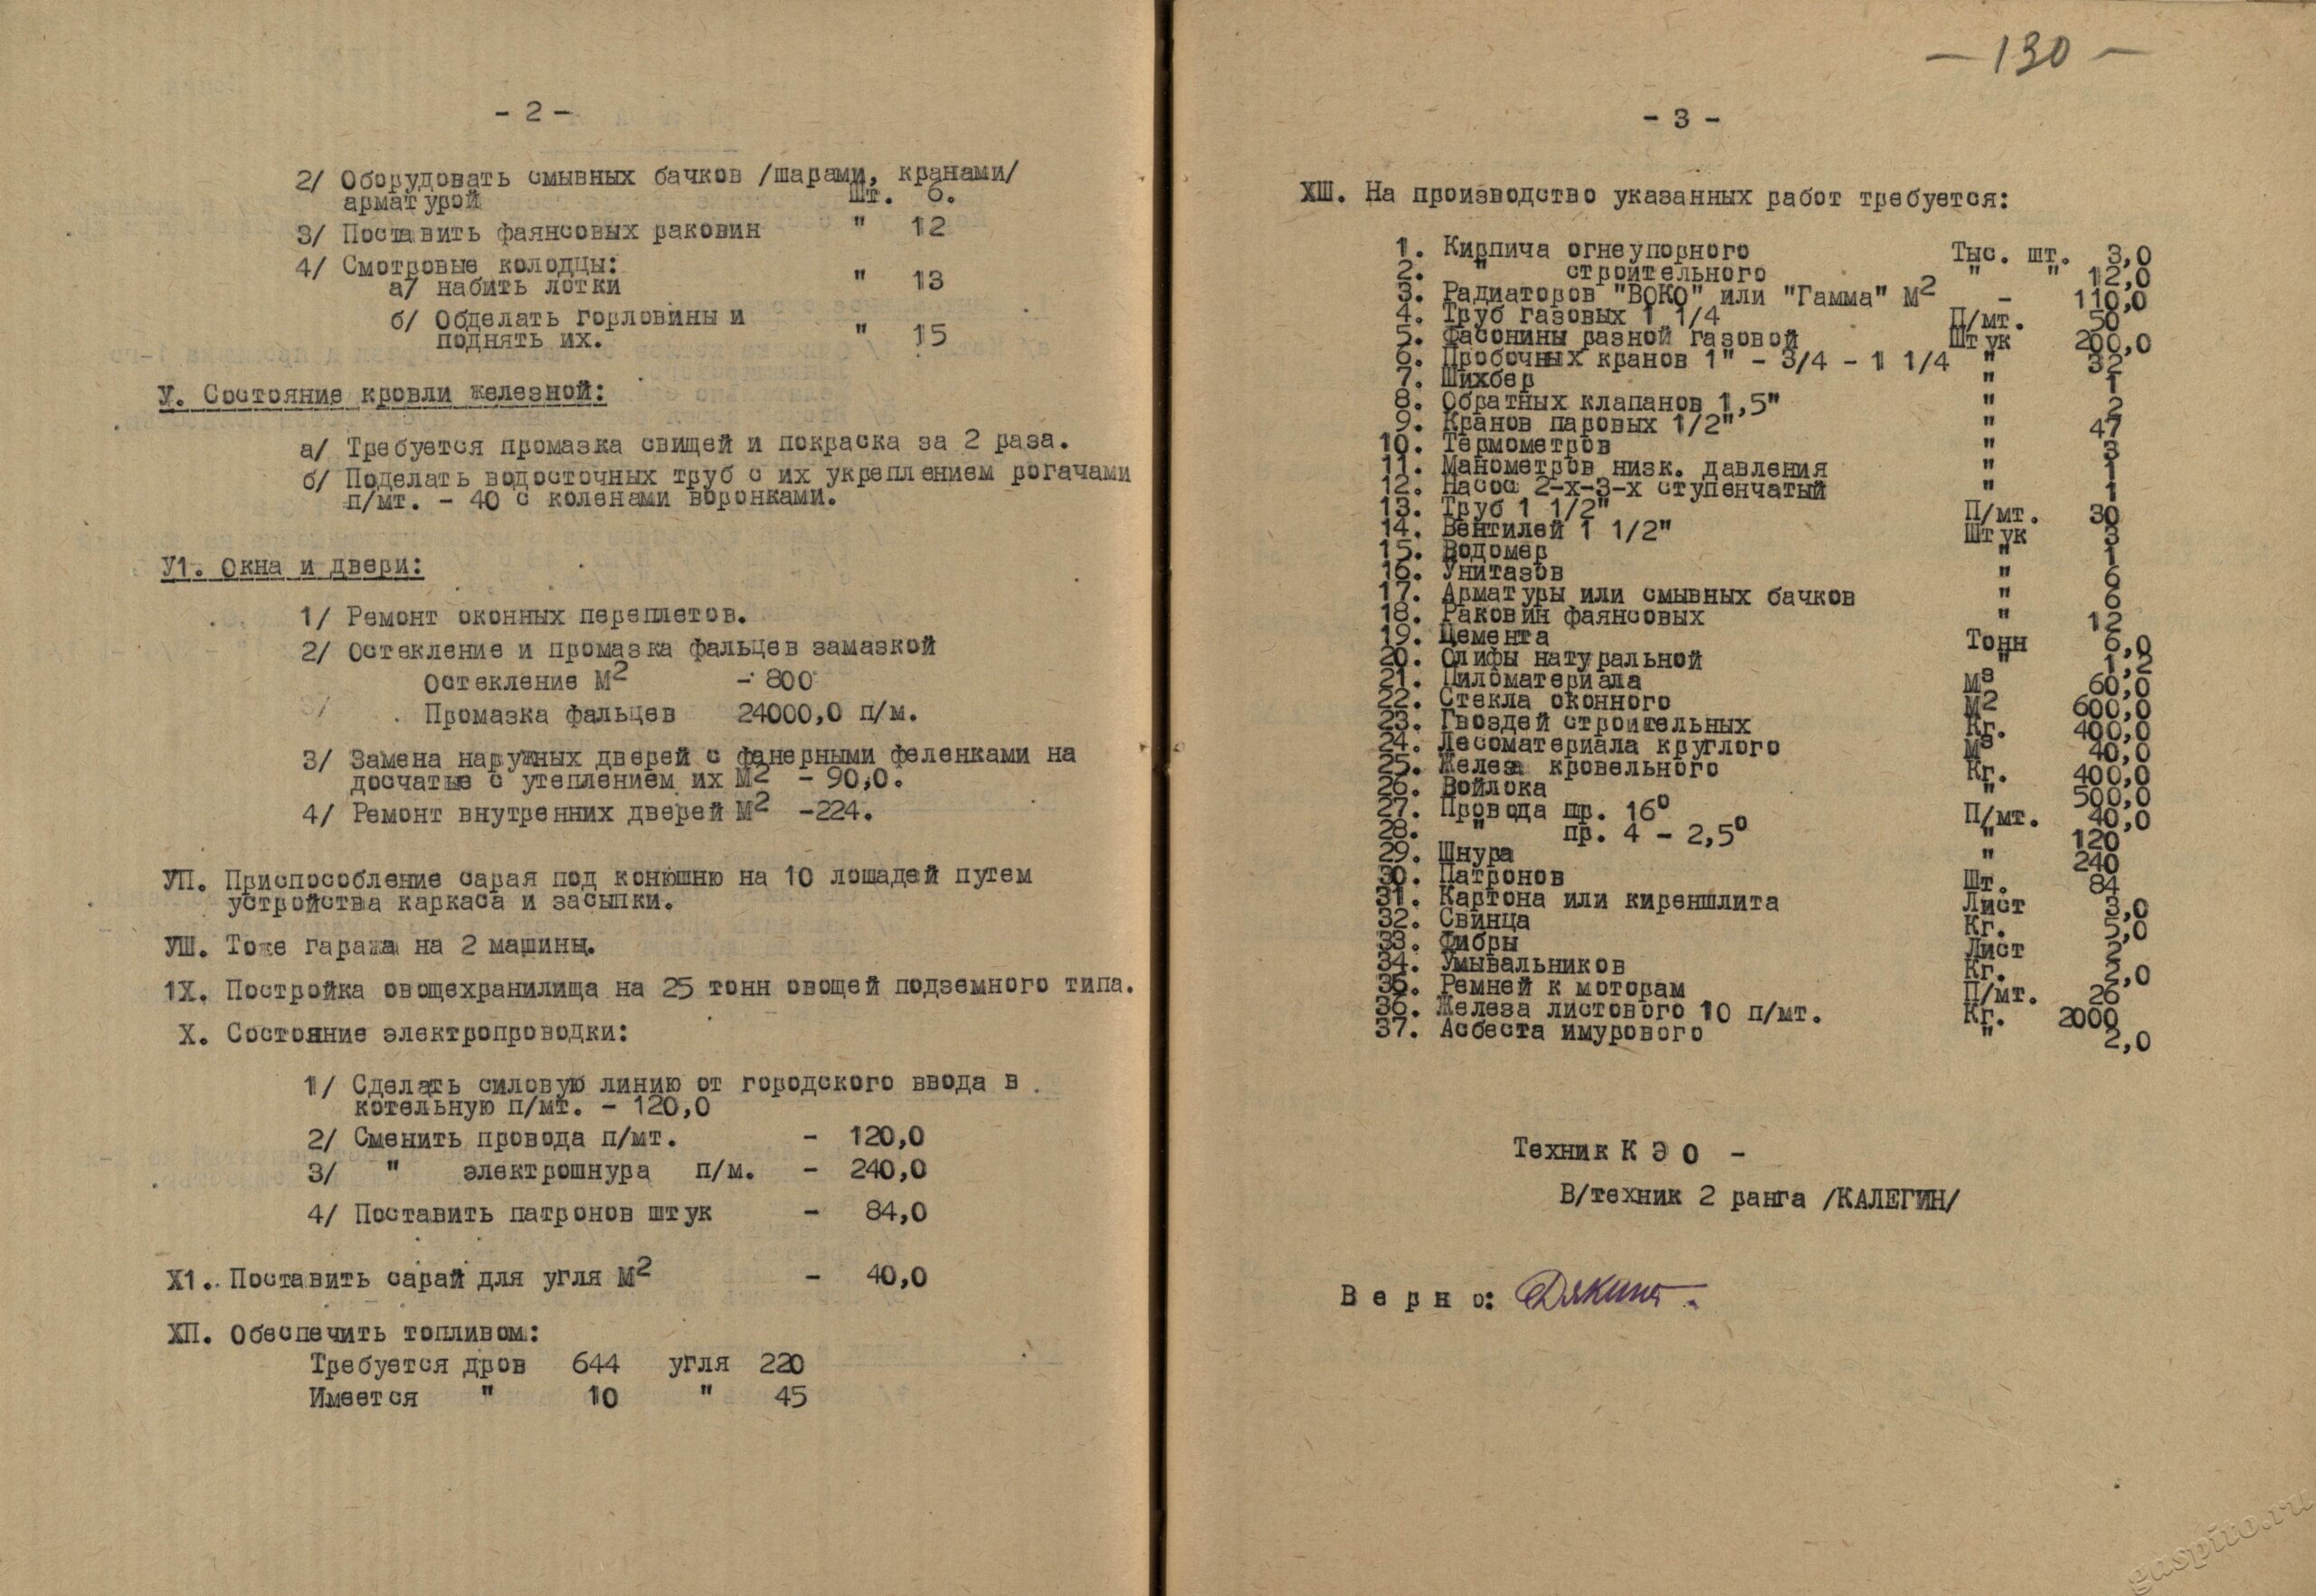 - 2 -
2/ Оборудовать смывных бачков /шарами, кранами/
арматурой шт. 6.
3/ Поставить фаянсовых раковин " 12
4/ Смотровые колодцы:
а/ набить лотки " 13
б/ Обделать горловины и
поднять их. " 15
У. Состояние кровли железной:
а/ Требуется промазка свищей и покраска за 2 раза.
б/ Поделать водосточных труб с их укреплением рогачами
п/мт. - 40 с коленами воронками.
У1. Окна и двери:
1/ Ремонт оконных переплетов.
2/ Остекление и промазка фальцев замазкой
Остекление М2 - 800
Промазка фальцев 24000,0 п/м.
3/ Замена наружных дверей с фанерными феленками на
досчатые с утеплением их М2 - 90,0.
4/ Ремонт внутренних дверей М2 -224.
УП. Приспособление сарая под конюшню на 10 лошадей путем
устройства каркаса и засыпки.
УШ. Тоже гаража на 2 машины.
1Х. Постройка овощехранилища на 25 тонн овощей подземного типа.
Х. Состояние электропроводки:
1/ Сделать силовую линию от городского ввода в
котельную п/мт. - 120,0
2/ Сменить провода п/мт. - 120,0
3/ " электрошнура п/м. - 240,0
4/ Поставить патронов штук - 84,0
Х1. Поставить сарай для угля М2 - 40,0
ХП. Обеспечить топливом:
Требуется дров 644 угля 220
Имеется " 10 " 45
- 130 -
- 3 -
ХШ. На производство указанных работ требуется:
1. Кирпича огнеупорного Тыс. шт. 3,0
2. " строительного " " 12,0
3. Радиаторов "ВОКО" или "Гамма" М2 - 110,0
4. Труб газовых 1 1/4 П/мт. 50
5. Фасонины разной газовой Штук 200,0
6. Пробочных кранов 1" - 3/4 - 1 1/4 " 32
7. Шихбер " 1
8. Обратных клапанов 1,5" " 2
9. Кранов паровых 1/2" " 47
10. Термометров " 3
11. Манометров низк. давления " 1
12. Насос 2-х-3-х ступенчатый " 1
13. Труб 1 1/2" П/мт. 30
14. Вентилей 1 1/2" Штук 3
15. Водомер " 1
16. Унитазов " 6
17. Арматуры или смывных бачков " 6
18. Раковин фаянсовых " 12
19. Цемента Тонн 6,0
20. Олифы натуральной " 1,2
21. Пиломатериала М3 60,0
22. Стекла оконного М2 600,0
23. Гвоздей строительных Кг. 400,0
24. Лесоматериала круглого М3 40,0
25. Железа кровельного Кг. 400,0
26. Войлока " 500,0
27. Провода пр. 16° П/мт. 40,0
28. " пр. 4 - 2,5° " 120
29. Шнура " 240
30. Патронов Шт. 84
31. Картона или киреншлита Лист 3,0
32. Свинца Кг. 5,0
33. Фибры Лист 2
34. Умывальников Кг. 2,0
35. Ремней к моторам П/мт. 26
36. Железа листового 10 п/мт. Кг. 2000
37. Асбеста имурового " 2,0
Техник К Э О -
В/техник 2 ранга /КАЛЕГИН/
В е р н о: Дякина
gaspito.ru